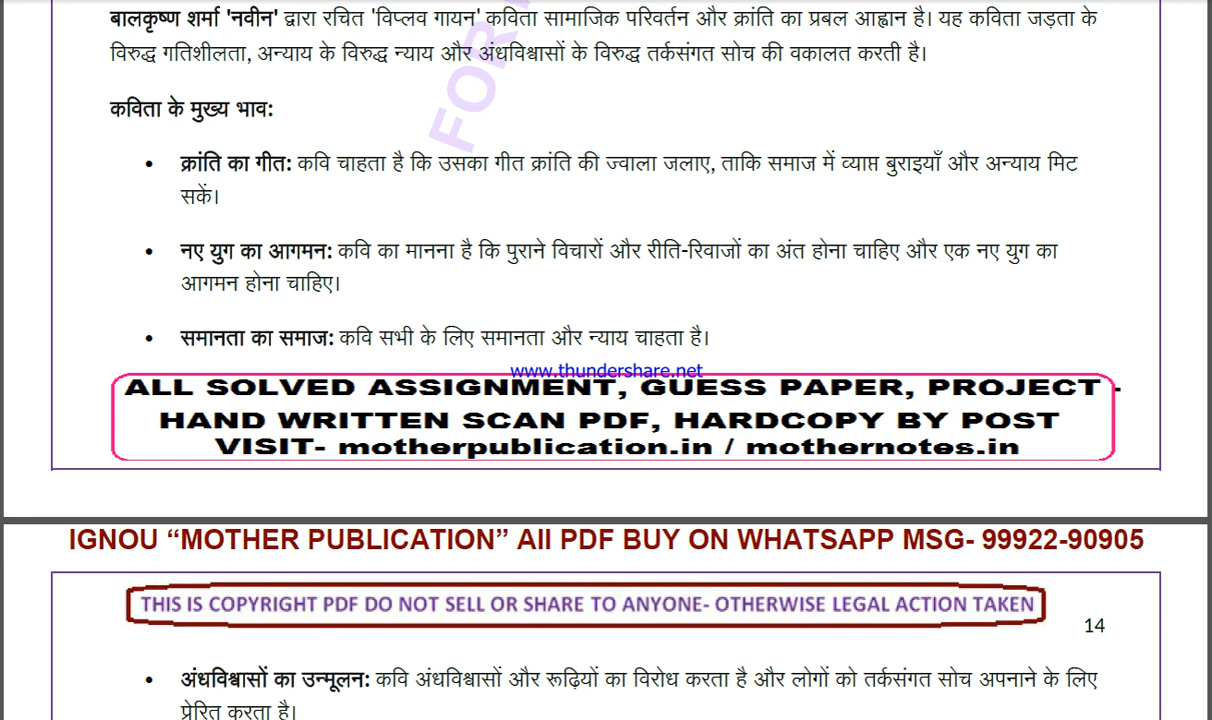 बालकृष्ण शर्मा 'नवीन' द्वारा रचित 'विप्लव गायन' कविता सामाजिक परिवर्तन और क्रांति का प्रबल आह्वान है। यह कविता जड़ता के
विरुद्ध गतिशीलता, अन्याय के विरुद्ध न्याय और अंधविश्वासों के विरुद्ध तर्कसंगत सोच की वकालत करती है।
FOR
कविता के मुख्य भाव:
• क्रांति का गीत: कवि चाहता है कि उसका गीत क्रांति की ज्वाला जलाए, ताकि समाज में व्याप्त बुराइयाँ और अन्याय मिट
सकें।
• नए युग का आगमन: कवि का मानना है कि पुराने विचारों और रीति-रिवाजों का अंत होना चाहिए और एक नए युग का
आगमन होना चाहिए।
• समानता का समाज: कवि सभी के लिए समानता और न्याय चाहता है।
www.thundershare.net
ALL SOLVED ASSIGNMENT, GUESS PAPER, PROJECT -
HAND WRITTEN SCAN PDF, HARDCOPY BY POST
VISIT- motherpublication.in / mothernotes.in
IGNOU “MOTHER PUBLICATION” All PDF BUY ON WHATSAPP MSG- 99922-90905
THIS IS COPYRIGHT PDF DO NOT SELL OR SHARE TO ANYONE- OTHERWISE LEGAL ACTION TAKEN
14
• अंधविश्वासों का उन्मूलन: कवि अंधविश्वासों और रूढ़ियों का विरोध करता है और लोगों को तर्कसंगत सोच अपनाने के लिए
प्रेरित करता है।